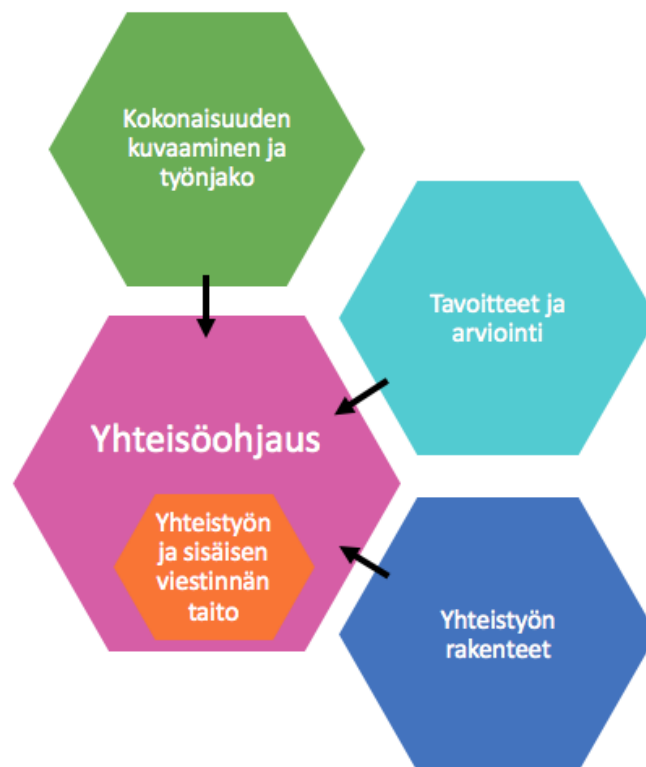 Kokonaisuuden
kuvaaminen ja
työnjako
Tavoitteet ja
arviointi
Yhteisöohjaus
Yhteistyön
ja sisäisen
viestinnän
taito
Yhteistyön
rakenteet